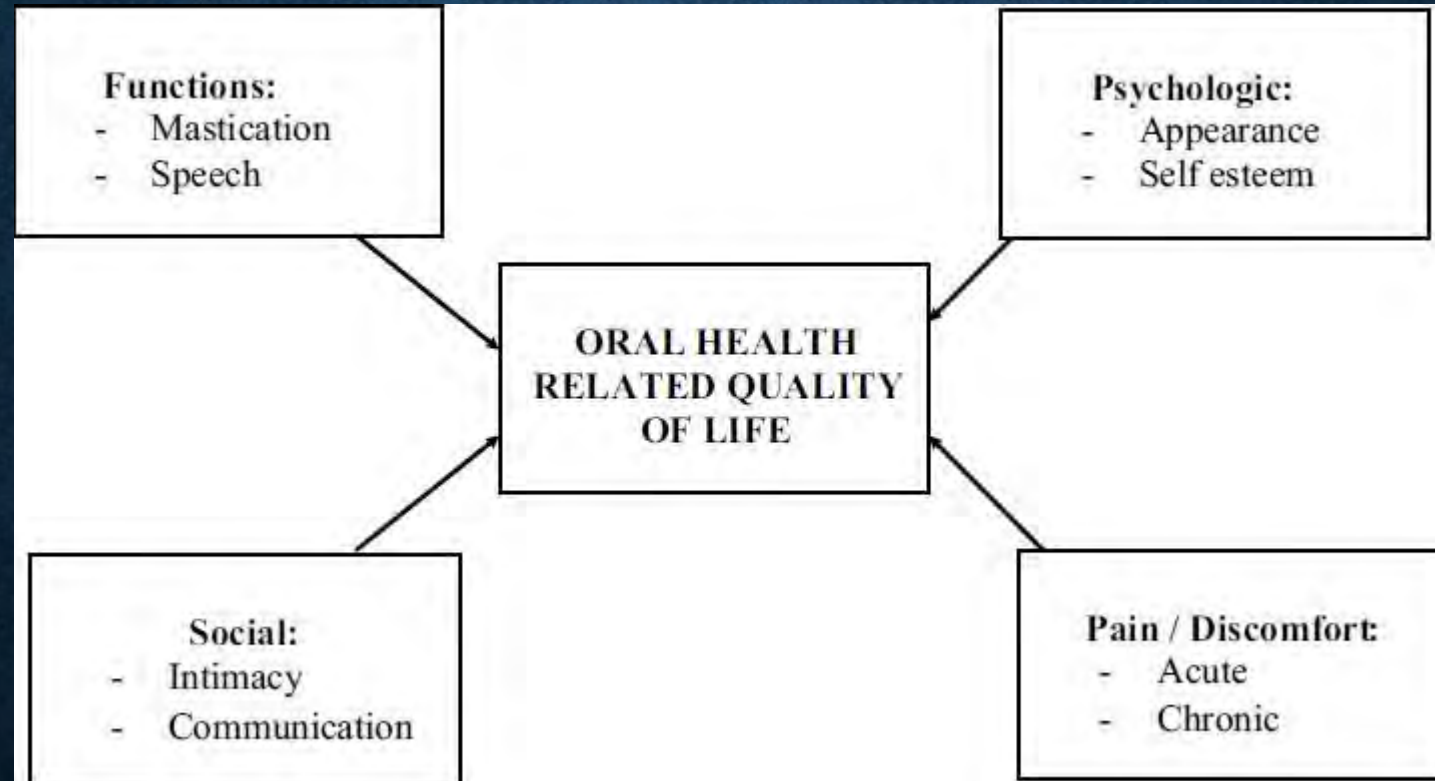 Functions:
- Mastication
- Speech
Psychologic:
- Appearance
- Self esteem
ORAL HEALTH
RELATED QUALITY
OF LIFE
Social:
- Intimacy
- Communication
Pain / Discomfort:
- Acute
- Chronic